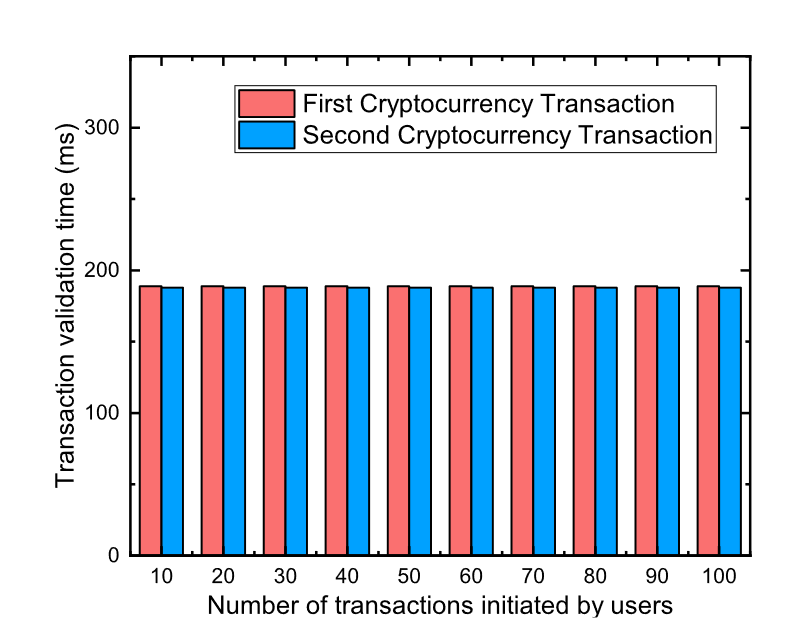 First Cryptocurrency Transaction
Second Cryptocurrency Transaction
Transaction validation time (ms)
300
200
100
0
10 20 30 40 50 60 70 80 90 100
Number of transactions initiated by users